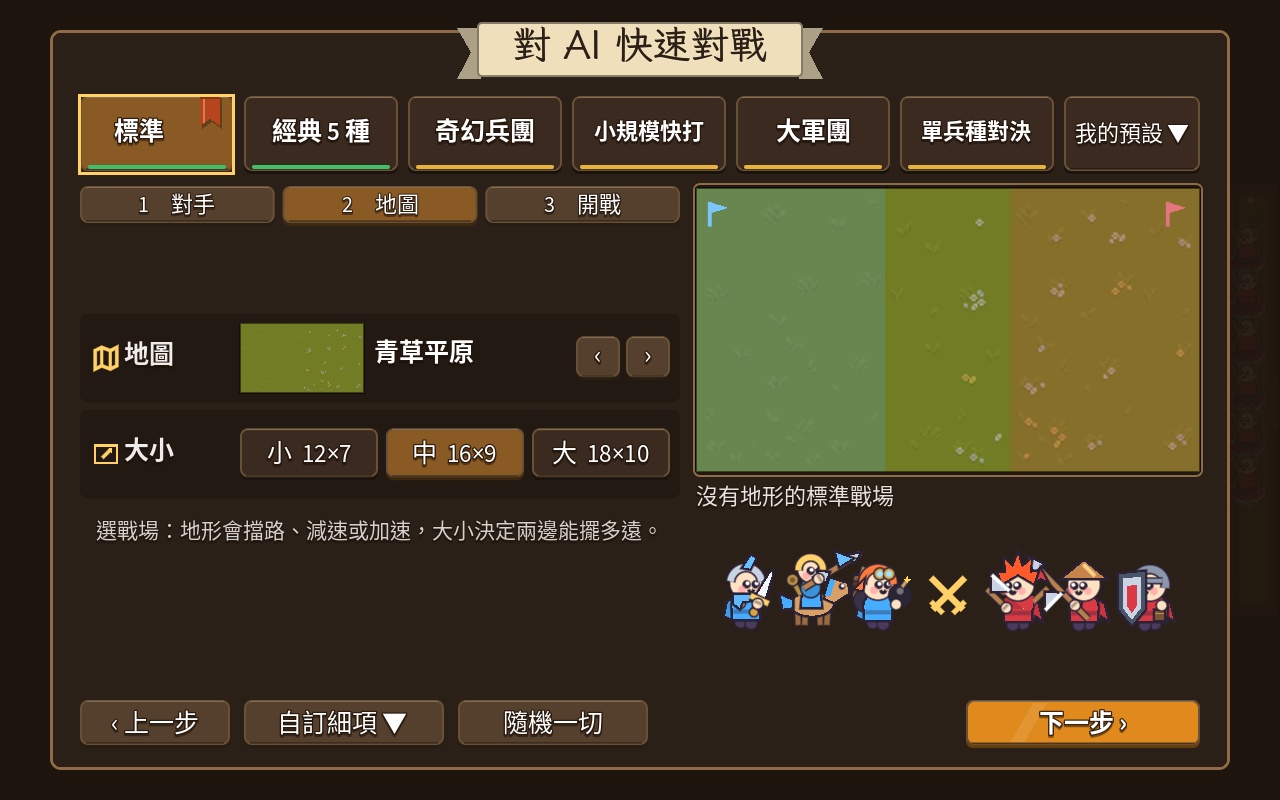 對 AI 快速對戰
標準
經典 5 種
奇幻兵團
小規模快打
大軍團
單兵種對決
我的預設▼
1 對手
2 地圖
3 開戰
地圖
青草平原
‹
›
大小
小 12×7
中 16×9
大 18×10
選戰場：地形會擋路、減速或加速，大小決定兩邊能擺多遠。
沒有地形的標準戰場
‹ 上一步
自訂細項▼
隨機一切
下一步 ›